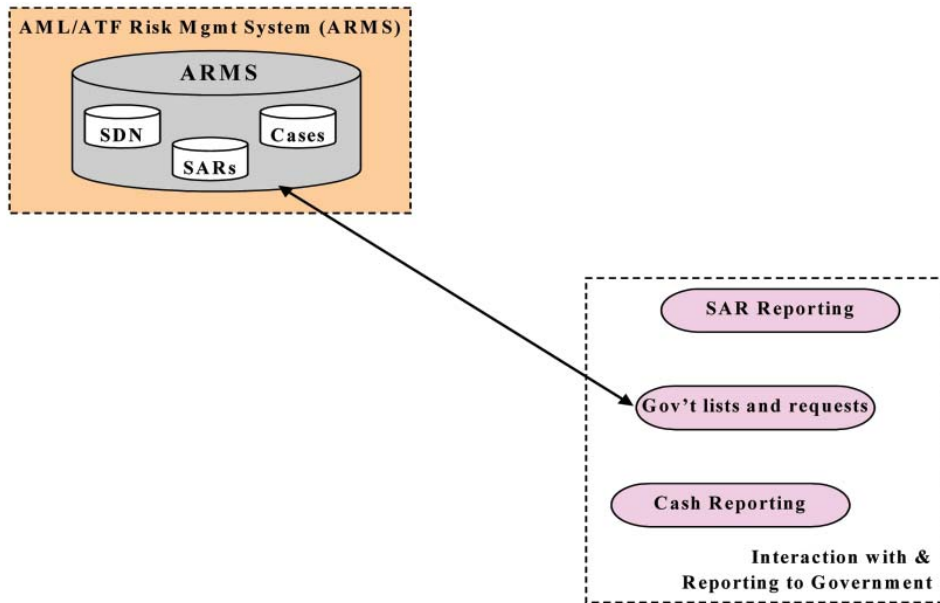 AML/ATF Risk Mgmt System (ARMS)
ARMS
SDN
Cases
SARs
SAR Reporting
Gov’t lists and requests
Cash Reporting
Interaction with &
Reporting to Government